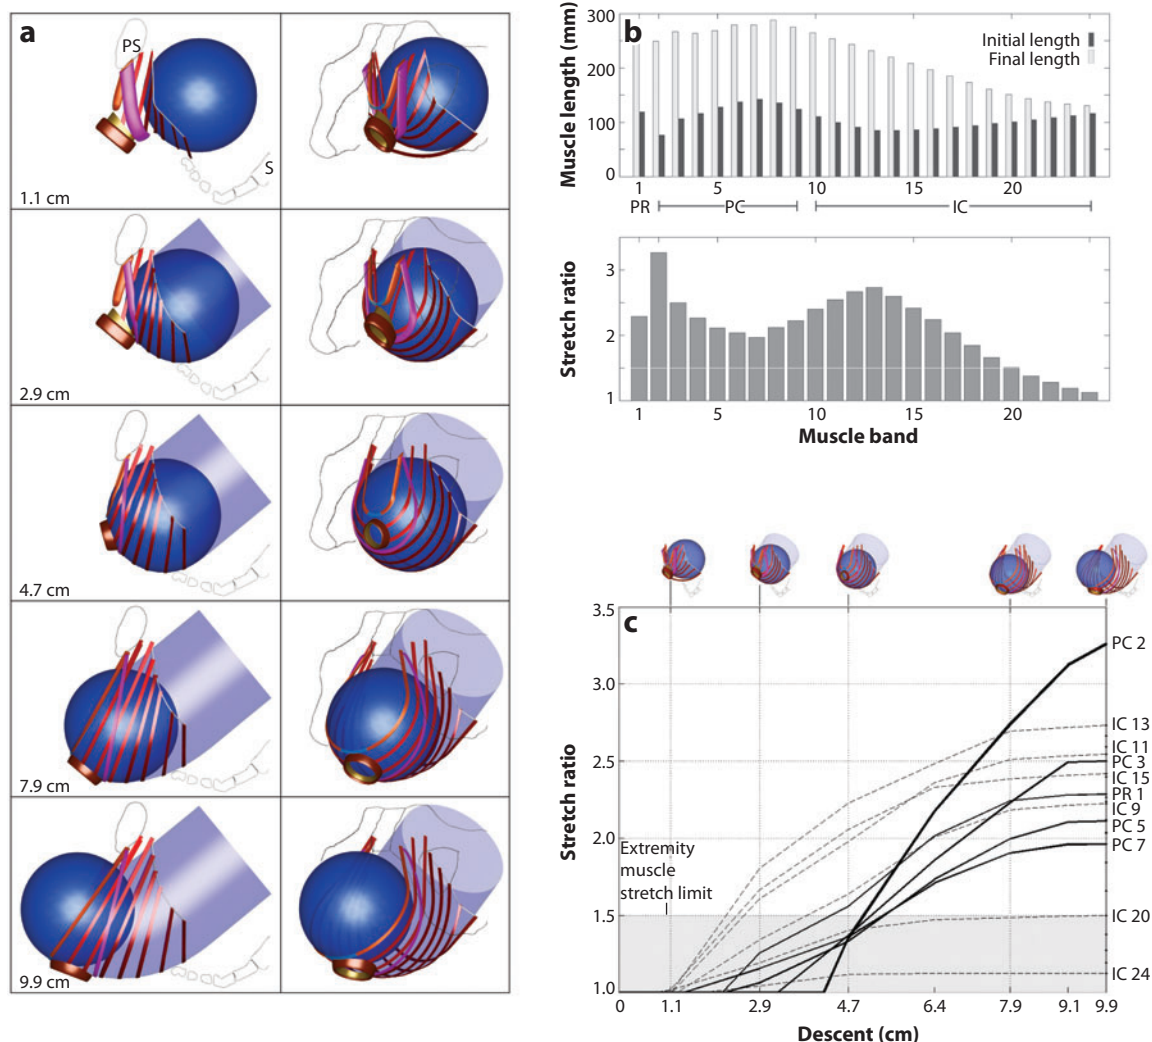 a
PS
S
1.1 cm
2.9 cm
4.7 cm
7.9 cm
9.9 cm
b
Muscle length (mm)
300
200
100
0
Initial length
Final length
1 5 10 15 20
PR PC IC
Stretch ratio
3
2
1
1 5 10 15 20
Muscle band
c
Stretch ratio
3.5
3.0
2.5
2.0
1.5
1.0
Extremity
muscle
stretch limit
PC 2
IC 13
IC 11
PC 3
IC 15
PR 1
IC 9
PC 5
PC 7
IC 20
IC 24
0 1.1 2.9 4.7 6.4 7.9 9.1 9.9
Descent (cm)